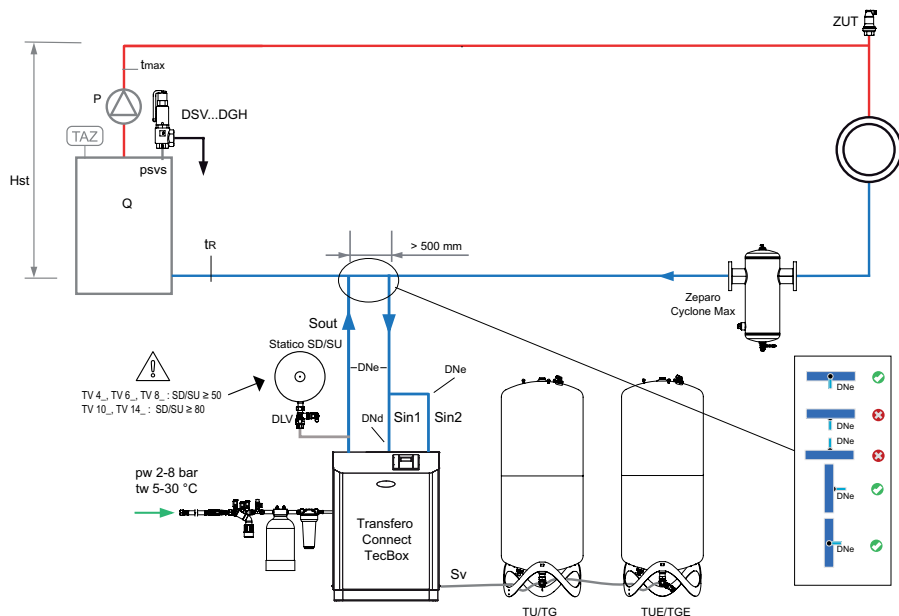 ZUT
tmax
P
DSV...DGH
TAZ
psvs
Hst
Q
tR
> 500 mm
Zeparo
Cyclone Max
Sout
Statico SD/SU
DNe
DNe
TV 4_, TV 6_, TV 8_ : SD/SU ≥ 50
TV 10_, TV 14_ : SD/SU ≥ 80
DLV
DNd
Sin1
Sin2
pw 2-8 bar
tw 5-30 °C
Transfero
Connect
TecBox
Sv
TU/TG
TUE/TGE
DNe
DNe
DNe
DNe
DNe